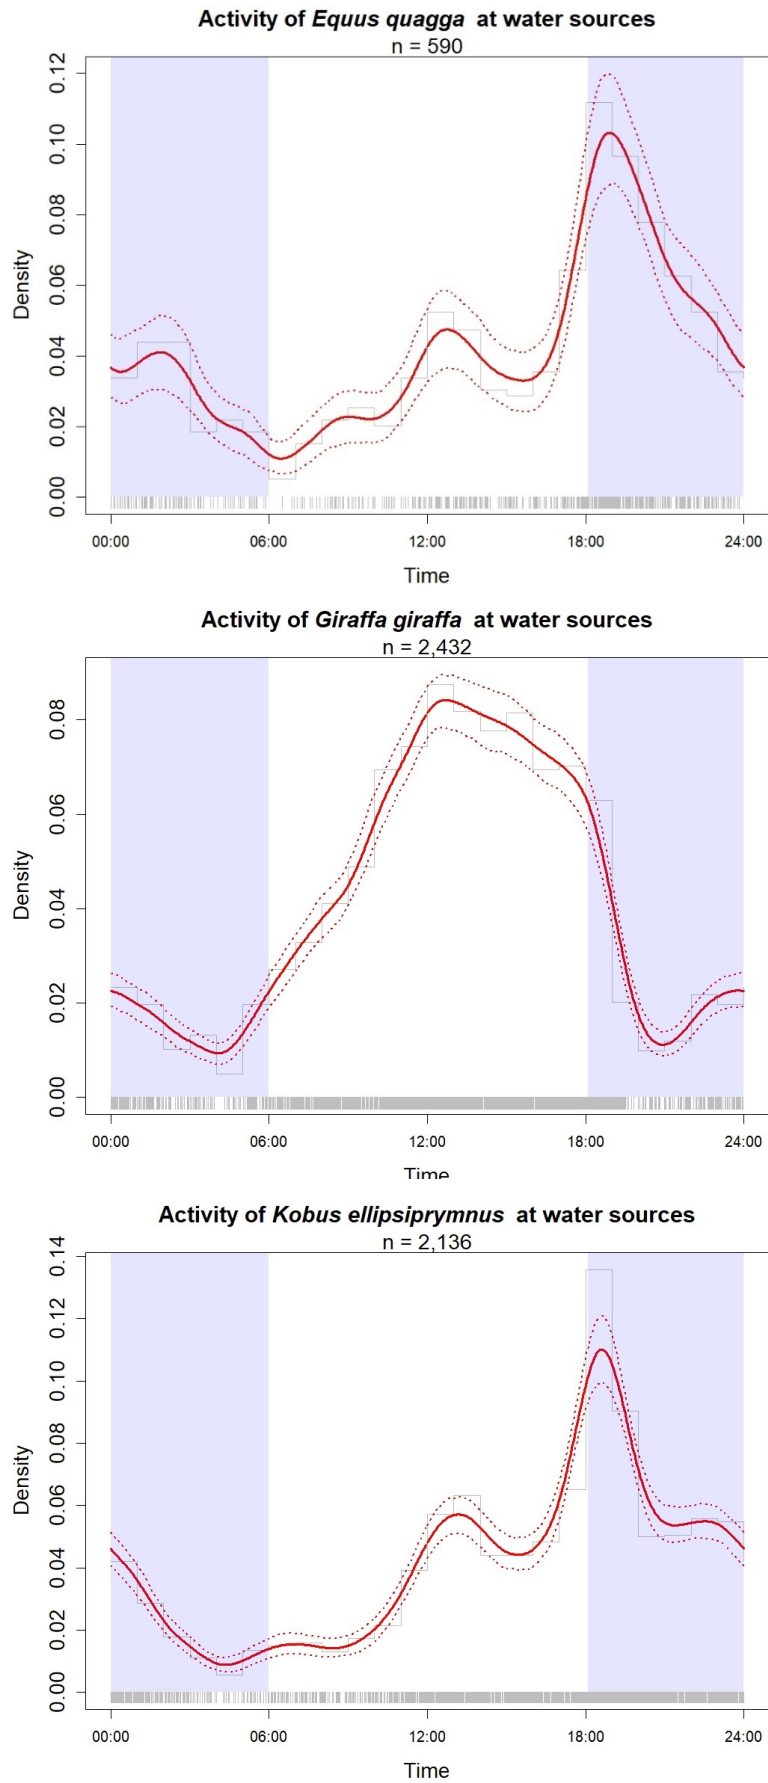 Activity of Equus quagga at water sources
n = 590
0.12
0.10
0.08
0.06
0.04
0.02
0.00
Density
00:00 06:00 12:00 18:00 24:00
Time
Activity of Giraffa giraffa at water sources
n = 2,432
0.08
0.06
0.04
0.02
0.00
Density
00:00 06:00 12:00 18:00 24:00
Time
Activity of Kobus ellipsiprymnus at water sources
n = 2,136
0.14
0.12
0.10
0.08
0.06
0.04
0.02
0.00
Density
00:00 06:00 12:00 18:00 24:00
Time